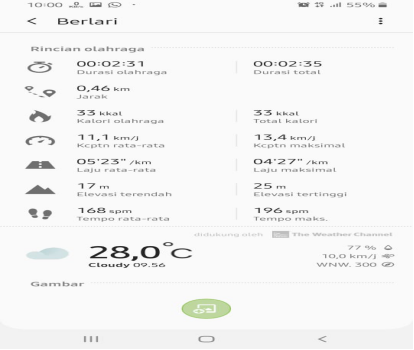 10:00
55%
Berlari
Rincian olahraga
00:02:31 00:02:35
Durasi olahraga Durasi total
0,46 km
Jarak
33 kkal 33 kkal
Kalori olahraga Total kalori
11,1 km/j 13,4 km/j
Kcptn rata-rata Kcptn maksimal
05'23" /km 04'27" /km
Laju rata-rata Laju maksimal
17 m 25 m
Elevasi terendah Elevasi tertinggi
168 spm 196 spm
Tempo rata-rata Tempo maks.
didukung oleh The Weather Channel
28,0°C
Cloudy 09.56
77 %
10,0 km/j
WNW. 300
Gambar